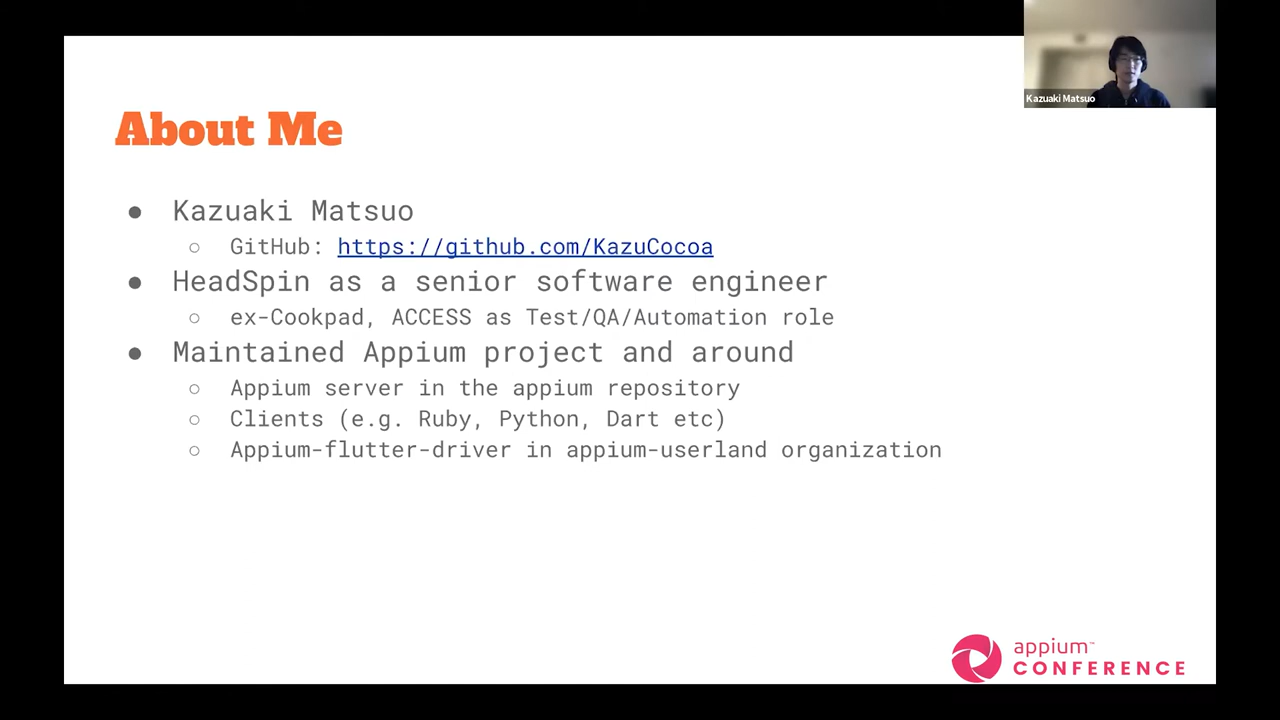 Kazuaki Matsuo
About Me
● Kazuaki Matsuo
○ GitHub: https://github.com/KazuCocoa
● HeadSpin as a senior software engineer
○ ex-Cookpad, ACCESS as Test/QA/Automation role
● Maintained Appium project and around
○ Appium server in the appium repository
○ Clients (e.g. Ruby, Python, Dart etc)
○ Appium-flutter-driver in appium-userland organization
appium™
CONFERENCE